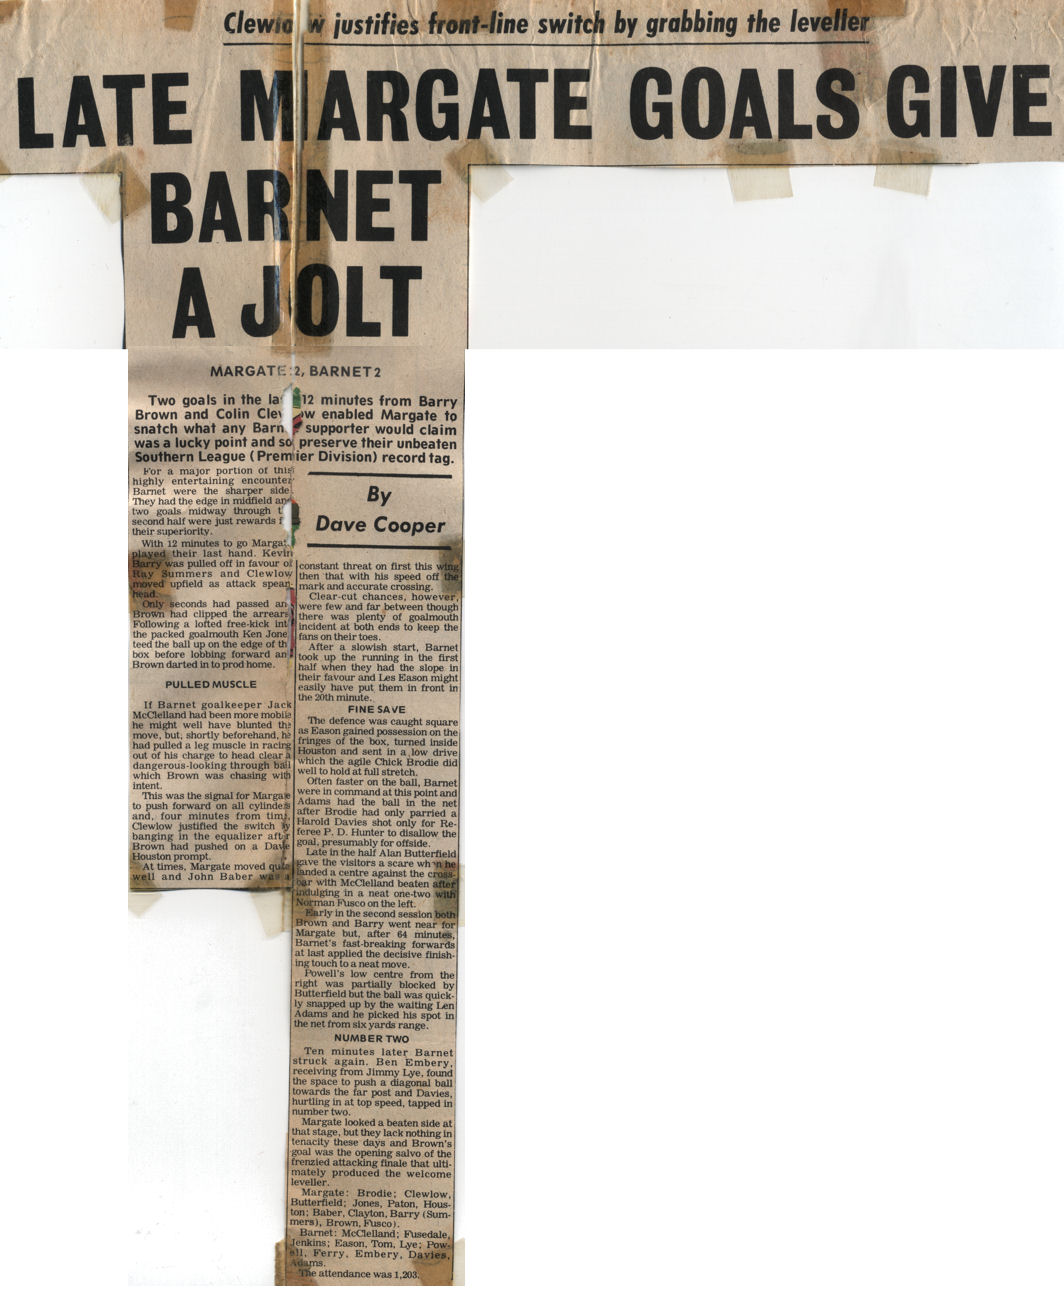 Clewlow justifies front-line switch by grabbing the leveller
LATE MARGATE GOALS GIVE
BARNET
A JOLT
MARGATE 2, BARNET 2
Two goals in the la 12 minutes from Barry
Brown and Colin Clewlow enabled Margate to
snatch what any Barn supporter would claim
was a lucky point and so preserve their unbeaten
Southern League (Premier Division) record tag.
By
Dave Cooper
For a major portion of this
highly entertaining encounter
Barnet were the sharper side.
They had the edge in midfield and
two goals midway through t
second half were just rewards f
their superiority.
With 12 minutes to go Margat
played their last hand. Kevin
Barry was pulled off in favour of
Ray Summers and Clewlow
moved upfield as attack spear-
head.
Only seconds had passed an
Brown had clipped the arrears
Following a lofted free-kick int
the packed goalmouth Ken Jone
teed the ball up on the edge of th
box before lobbing forward an
Brown darted in to prod home.
PULLED MUSCLE
If Barnet goalkeeper Jack
McClelland had been more mobile
he might well have blunted the
move, but, shortly beforehand, he
had pulled a leg muscle in racing
out of his charge to head clear a
dangerous-looking through ball
which Brown was chasing with
intent.
This was the signal for Margate
to push forward on all cylinders
and, four minutes from time,
Clewlow justified the switch by
banging in the equalizer after
Brown had pushed on a Dave
Houston prompt.
At times, Margate moved quite
well and John Baber was a
constant threat on first this wing
then that with his speed off the
mark and accurate crossing.
Clear-cut chances, however,
were few and far between though
there was plenty of goalmouth
incident at both ends to keep the
fans on their toes.
After a slowish start, Barnet
took up the running in the first
half when they had the slope in
their favour and Les Eason might
easily have put them in front in
the 20th minute.
FINE SAVE
The defence was caught square
as Eason gained possession on the
fringes of the box, turned inside
Houston and sent in a low drive
which the agile Chick Brodie did
well to hold at full stretch.
Often faster on the ball, Barnet
were in command at this point and
Adams had the ball in the net
after Brodie had only parried a
Harold Davies shot only for Re-
feree P. D. Hunter to disallow the
goal, presumably for offside.
Late in the half Alan Butterfield
gave the visitors a scare when he
landed a centre against the cross-
bar with McClelland beaten after
indulging in a neat one-two with
Norman Fusco on the left.
Early in the second session both
Brown and Barry went near for
Margate but, after 64 minutes,
Barnet's fast-breaking forwards
at last applied the decisive finish-
ing touch to a neat move.
Powell's low centre from the
right was partially blocked by
Butterfield but the ball was quick-
ly snapped up by the waiting Len
Adams and he picked his spot in
the net from six yards range.
NUMBER TWO
Ten minutes later Barnet
struck again. Ben Embery,
receiving from Jimmy Lye, found
the space to push a diagonal ball
towards the far post and Davies,
hurtling in at top speed, tapped in
number two.
Margate looked a beaten side at
that stage, but they lack nothing in
tenacity these days and Brown's
goal was the opening salvo of the
frenzied attacking finale that ulti-
mately produced the welcome
leveller.
Margate: Brodie; Clewlow,
Butterfield; Jones, Paton, Hous-
ton; Baber, Clayton, Barry (Sum-
mers), Brown, Fusco).
Barnet: McClelland; Fusedale,
Jenkins; Eason, Tom, Lye; Pow-
ell, Ferry, Embery, Davies,
Adams.
The attendance was 1,203.